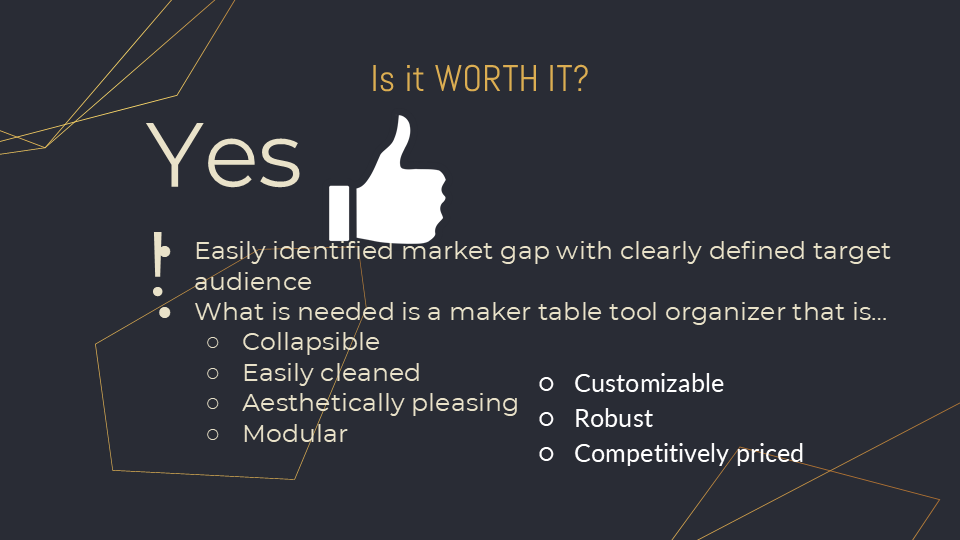 Is it WORTH IT?
Yes
!
● Easily identified market gap with clearly defined target
audience
● What is needed is a maker table tool organizer that is...
○ Collapsible
○ Easily cleaned
○ Aesthetically pleasing
○ Modular
○ Customizable
○ Robust
○ Competitively priced